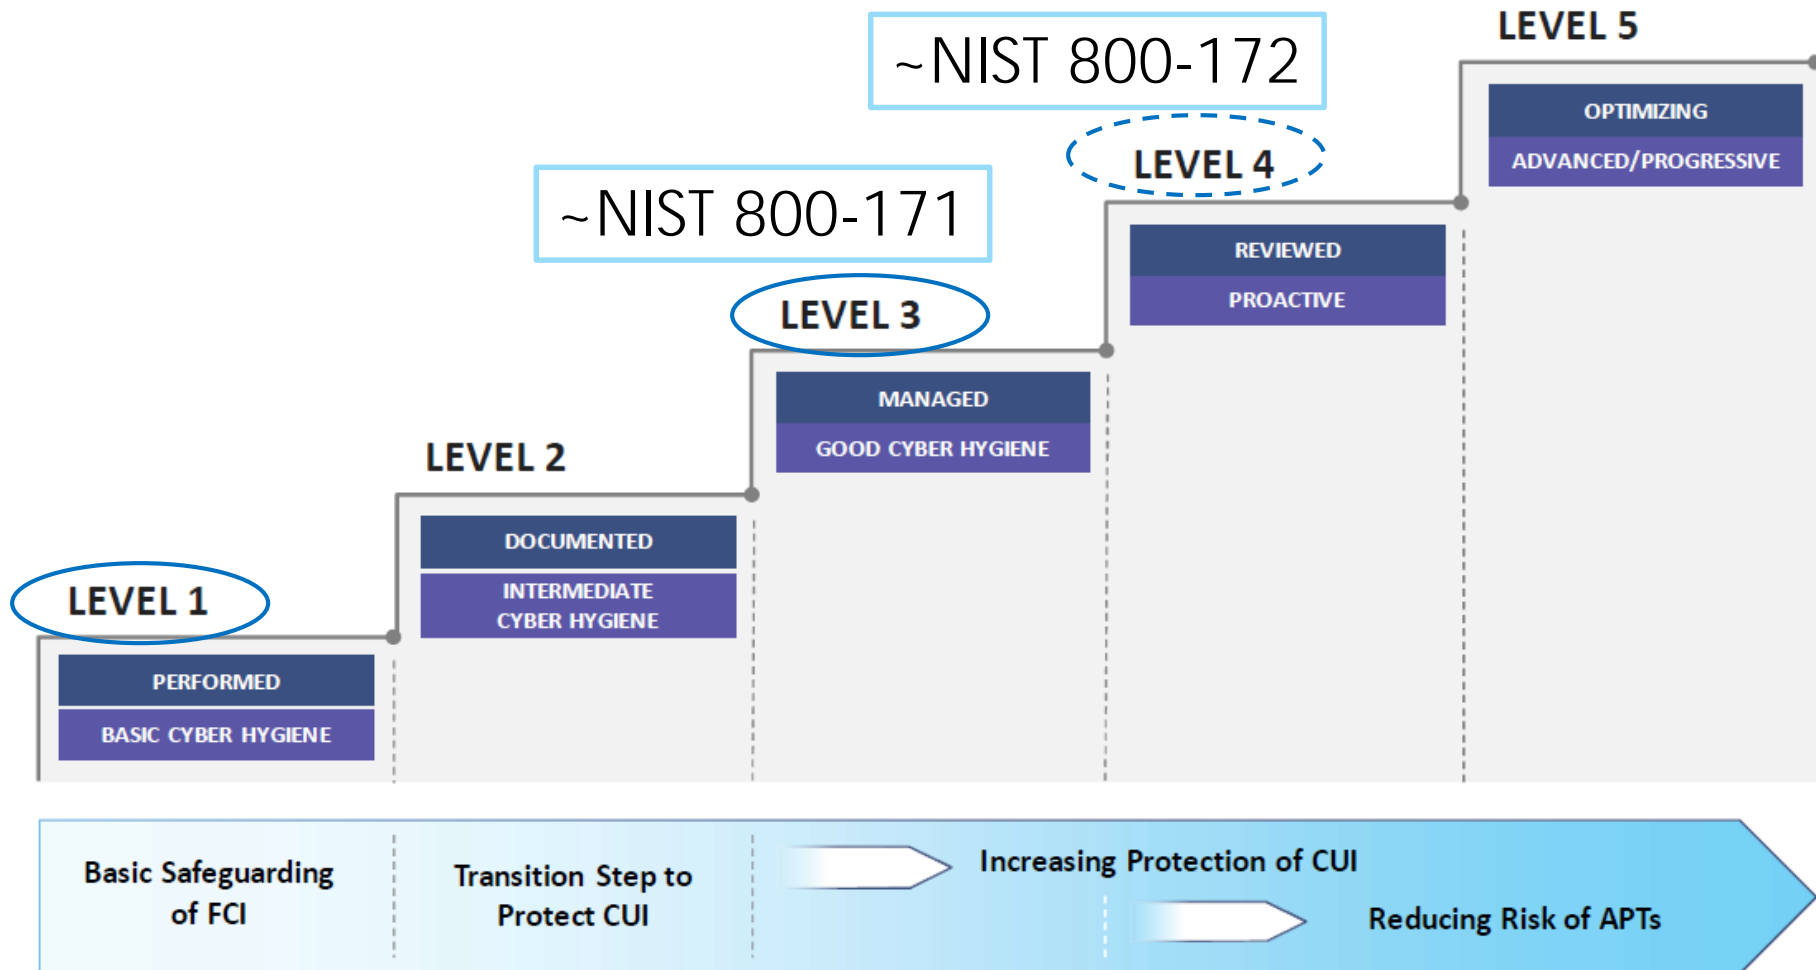 LEVEL 5
~NIST 800-172
OPTIMIZING
ADVANCED/PROGRESSIVE
LEVEL 4
~NIST 800-171
REVIEWED
PROACTIVE
LEVEL 3
MANAGED
GOOD CYBER HYGIENE
LEVEL 2
DOCUMENTED
INTERMEDIATE
CYBER HYGIENE
LEVEL 1
PERFORMED
BASIC CYBER HYGIENE
Basic Safeguarding
of FCI
Transition Step to
Protect CUI
Increasing Protection of CUI
Reducing Risk of APTs